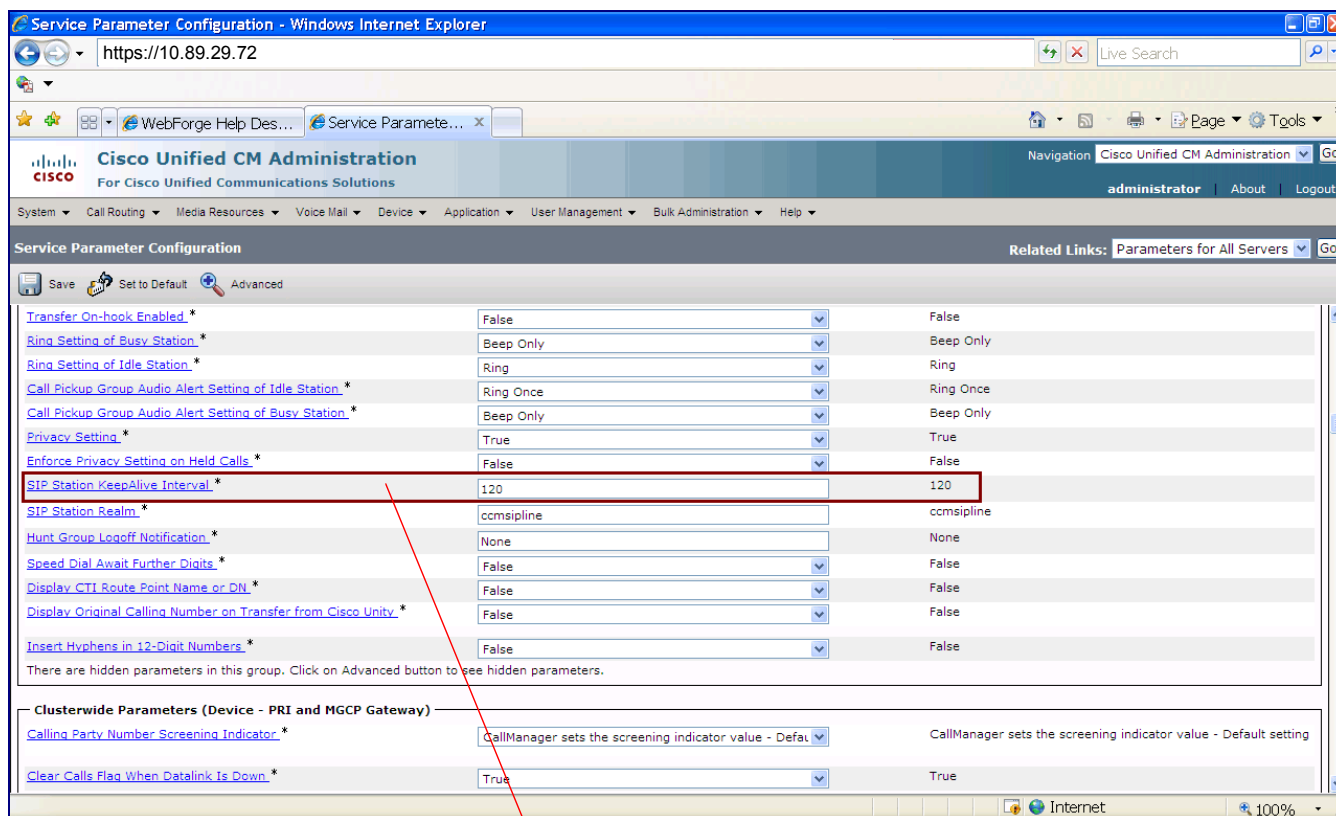 Service Parameter Configuration - Windows Internet Explorer
https://10.89.29.72
Live Search
WebForge Help Des...
Service Paramete...
Page
Tools
cisco
Cisco Unified CM Administration
For Cisco Unified Communications Solutions
Navigation Cisco Unified CM Administration Go
administrator | About | Logout
System Call Routing Media Resources Voice Mail Device Application User Management Bulk Administration Help
Service Parameter Configuration
Related Links: Parameters for All Servers Go
Save Set to Default Advanced
Transfer On-hook Enabled * False False
Ring Setting of Busy Station * Beep Only Beep Only
Ring Setting of Idle Station * Ring Ring
Call Pickup Group Audio Alert Setting of Idle Station * Ring Once Ring Once
Call Pickup Group Audio Alert Setting of Busy Station * Beep Only Beep Only
Privacy Setting * True True
Enforce Privacy Setting on Held Calls * False False
SIP Station KeepAlive Interval * 120 120
SIP Station Realm * ccmsipline ccmsipline
Hunt Group Logoff Notification * None None
Speed Dial Await Further Digits * False False
Display CTI Route Point Name or DN * False False
Display Original Calling Number on Transfer from Cisco Unity * False False
Insert Hyphens in 12-Digit Numbers * False False
There are hidden parameters in this group. Click on Advanced button to see hidden parameters.
Clusterwide Parameters (Device - PRI and MGCP Gateway)
Calling Party Number Screening Indicator * CallManager sets the screening indicator value - Defau CallManager sets the screening indicator value - Default setting
Clear Calls Flag When Datalink Is Down * True True
Internet
100%